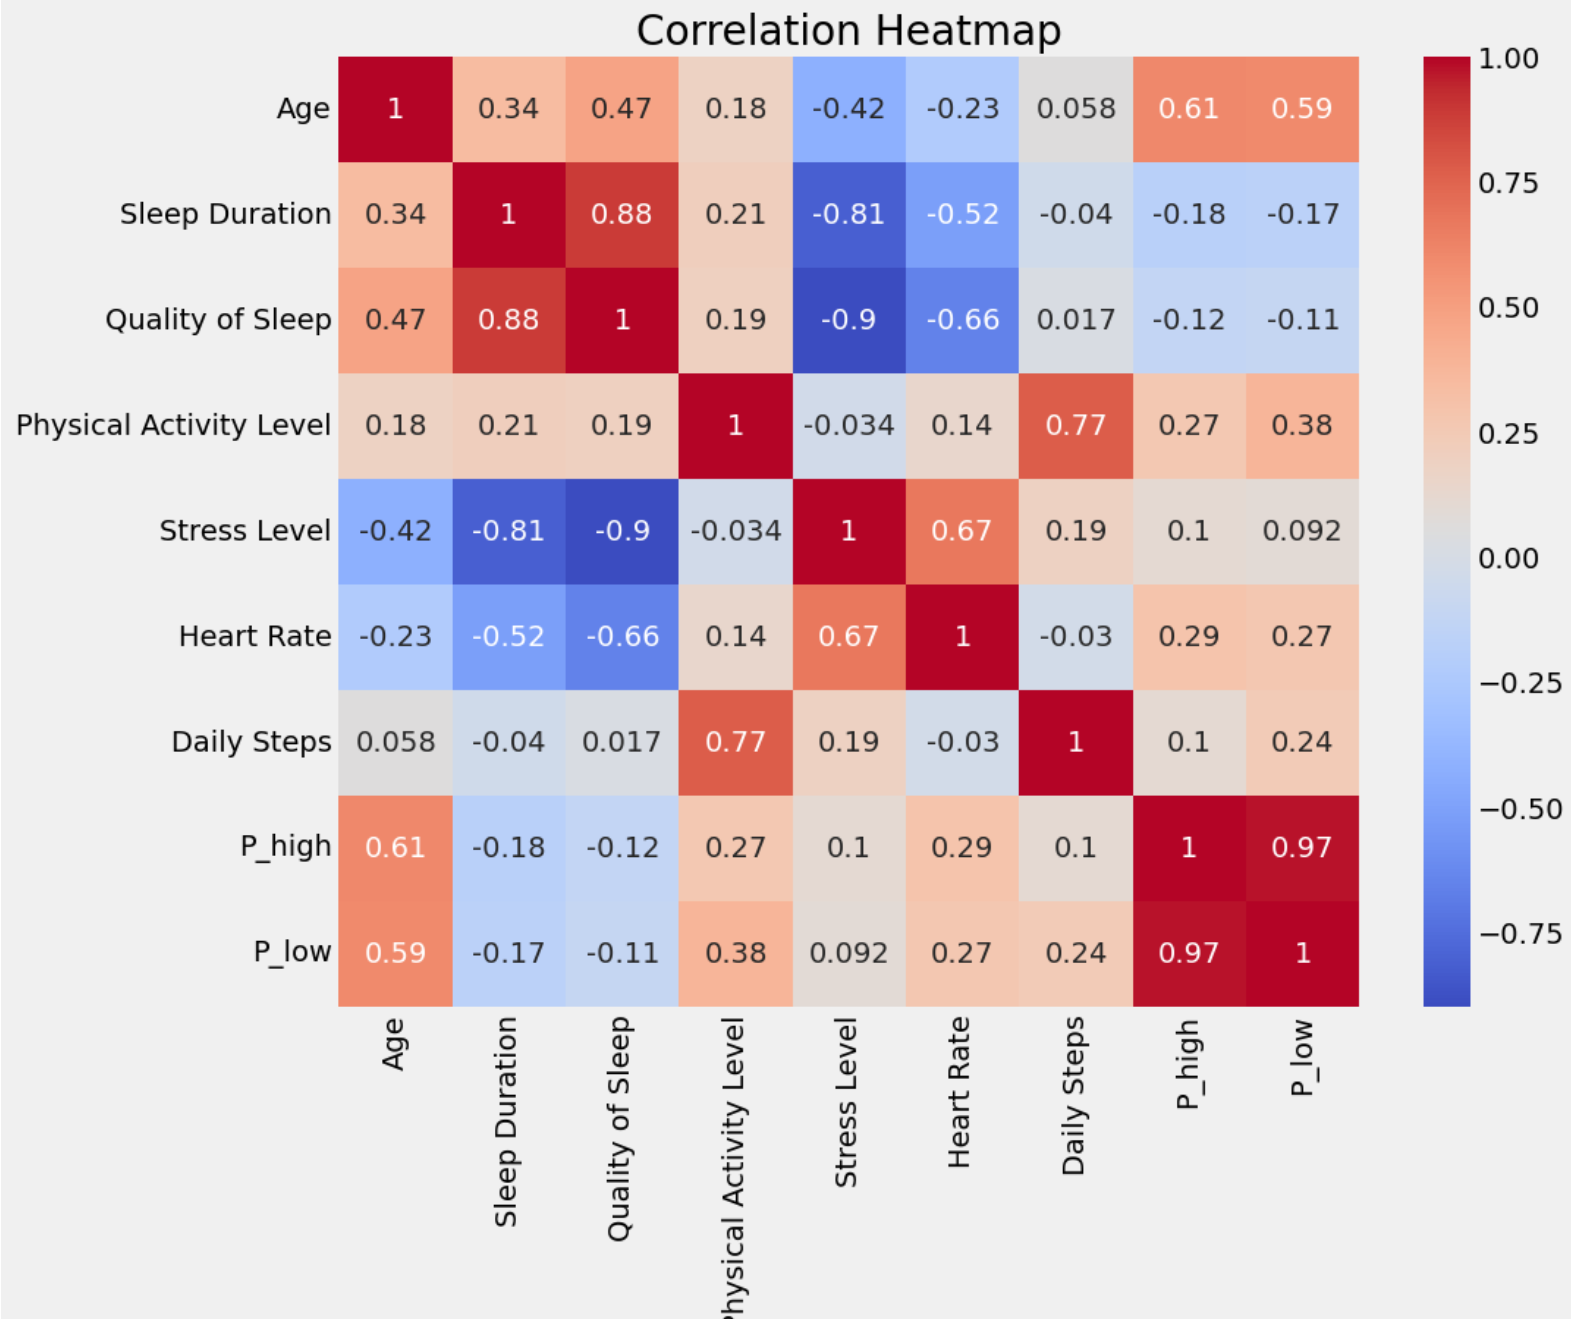 Correlation Heatmap
Age 1 0.34 0.47 0.18 -0.42 -0.23 0.058 0.61 0.59
Sleep Duration 0.34 1 0.88 0.21 -0.81 -0.52 -0.04 -0.18 -0.17
Quality of Sleep 0.47 0.88 1 0.19 -0.9 -0.66 0.017 -0.12 -0.11
Physical Activity Level 0.18 0.21 0.19 1 -0.034 0.14 0.77 0.27 0.38
Stress Level -0.42 -0.81 -0.9 -0.034 1 0.67 0.19 0.1 0.092
Heart Rate -0.23 -0.52 -0.66 0.14 0.67 1 -0.03 0.29 0.27
Daily Steps 0.058 -0.04 0.017 0.77 0.19 -0.03 1 0.1 0.24
P_high 0.61 -0.18 -0.12 0.27 0.1 0.29 0.1 1 0.97
P_low 0.59 -0.17 -0.11 0.38 0.092 0.27 0.24 0.97 1
Age
Sleep Duration
Quality of Sleep
Physical Activity Level
Stress Level
Heart Rate
Daily Steps
P_high
P_low
1.00
0.75
0.50
0.25
0.00
−0.25
−0.50
−0.75